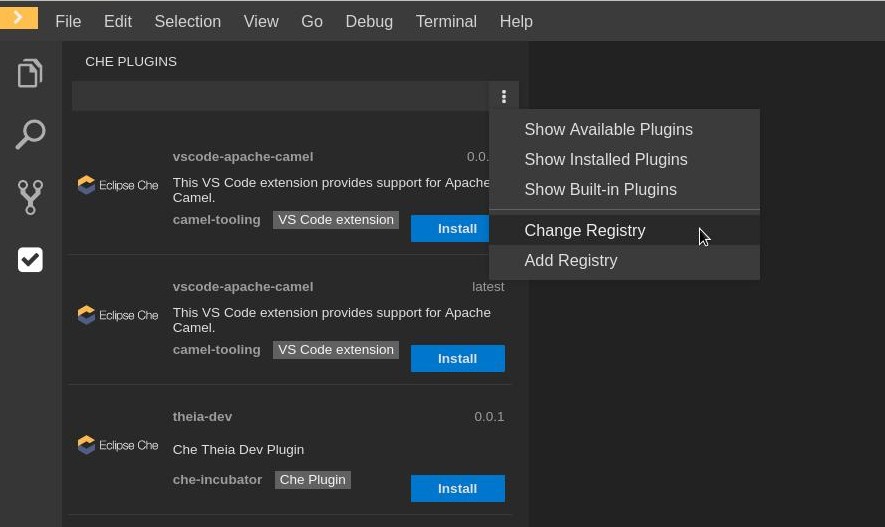 File Edit Selection View Go Debug Terminal Help
CHE PLUGINS
Show Available Plugins
Show Installed Plugins
Show Built-in Plugins
Change Registry
Add Registry
vscode-apache-camel 0.0.
Eclipse Che
This VS Code extension provides support for Apache
Camel.
camel-tooling VS Code extension Install
vscode-apache-camel latest
Eclipse Che
This VS Code extension provides support for Apache
Camel.
camel-tooling VS Code extension Install
theia-dev 0.0.1
Eclipse Che
Che Theia Dev Plugin
che-incubator Che Plugin Install